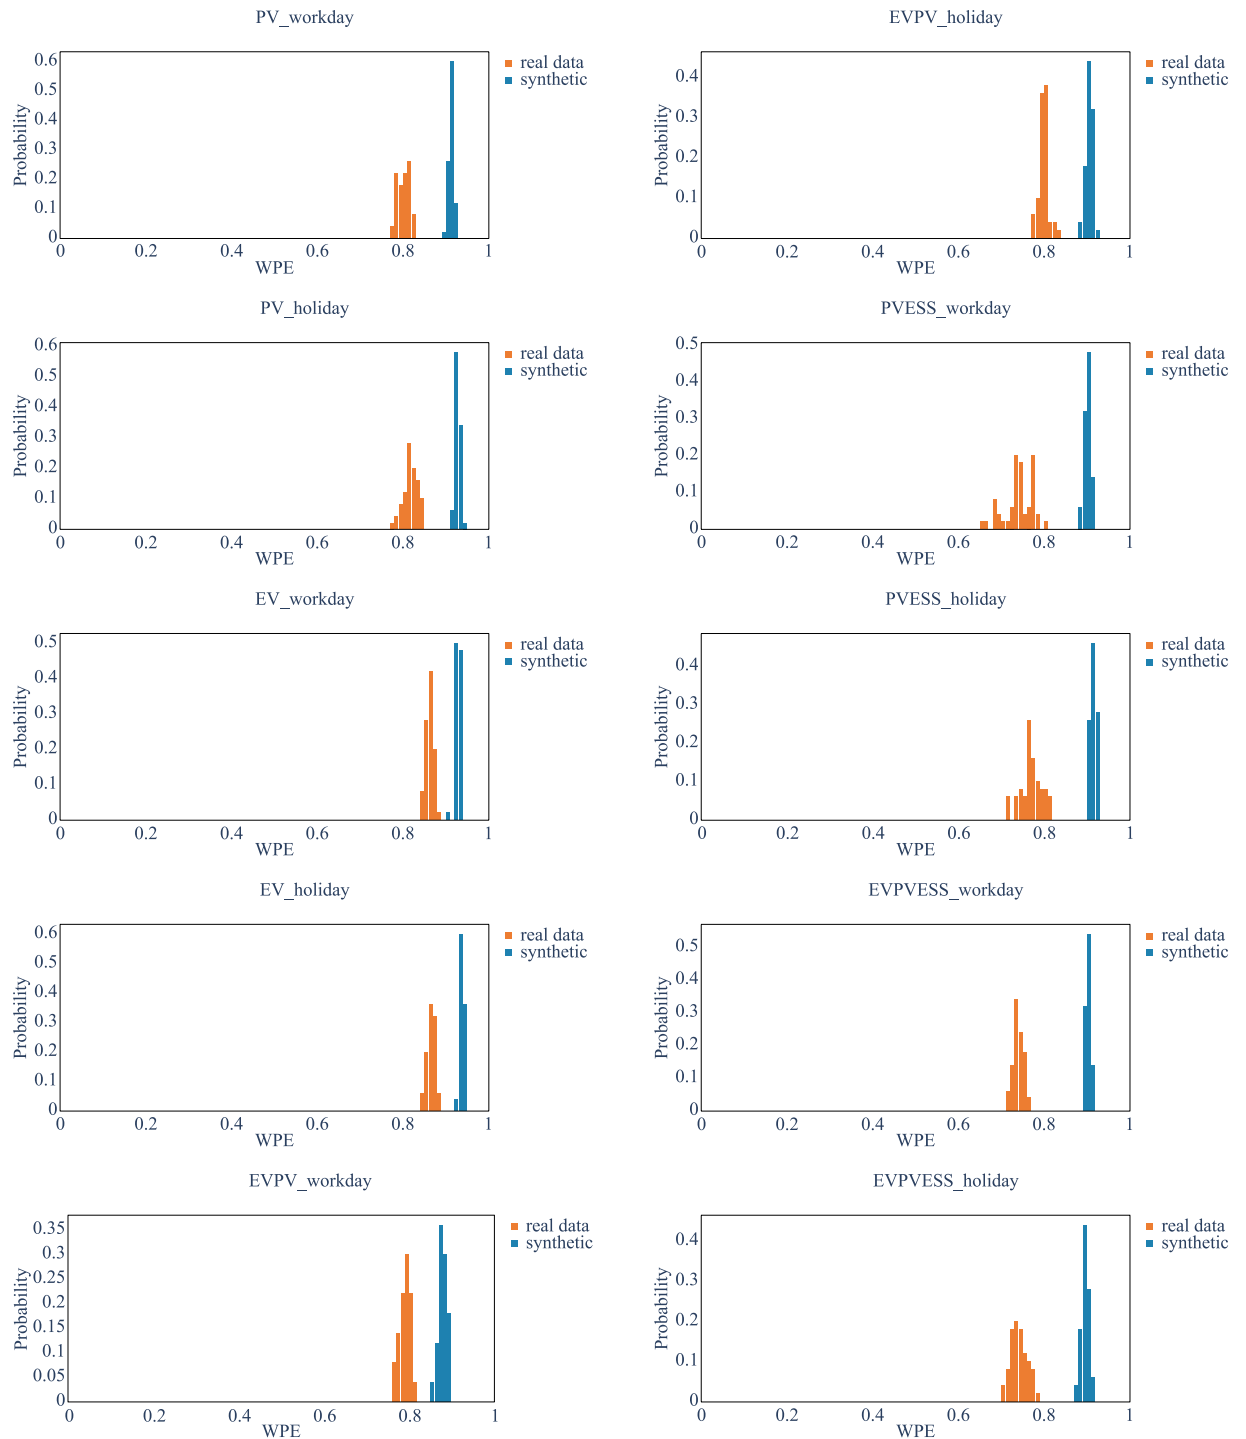 PV_workday
real data
synthetic
Probability
0.6
0.5
0.4
0.3
0.2
0.1
0
0 0.2 0.4 0.6 0.8 1
WPE
EVPV_holiday
real data
synthetic
Probability
0.4
0.3
0.2
0.1
0
0 0.2 0.4 0.6 0.8 1
WPE
PV_holiday
real data
synthetic
Probability
0.6
0.5
0.4
0.3
0.2
0.1
0
0 0.2 0.4 0.6 0.8 1
WPE
PVESS_workday
real data
synthetic
Probability
0.5
0.4
0.3
0.2
0.1
0
0 0.2 0.4 0.6 0.8 1
WPE
EV_workday
real data
synthetic
Probability
0.5
0.4
0.3
0.2
0.1
0
0 0.2 0.4 0.6 0.8 1
WPE
PVESS_holiday
real data
synthetic
Probability
0.4
0.3
0.2
0.1
0
0 0.2 0.4 0.6 0.8 1
WPE
EV_holiday
real data
synthetic
Probability
0.6
0.5
0.4
0.3
0.2
0.1
0
0 0.2 0.4 0.6 0.8 1
WPE
EVPVESS_workday
real data
synthetic
Probability
0.5
0.4
0.3
0.2
0.1
0
0 0.2 0.4 0.6 0.8 1
WPE
EVPV_workday
real data
synthetic
Probability
0.35
0.3
0.25
0.2
0.15
0.1
0.05
0
0 0.2 0.4 0.6 0.8 1
WPE
EVPVESS_holiday
real data
synthetic
Probability
0.4
0.3
0.2
0.1
0
0 0.2 0.4 0.6 0.8 1
WPE